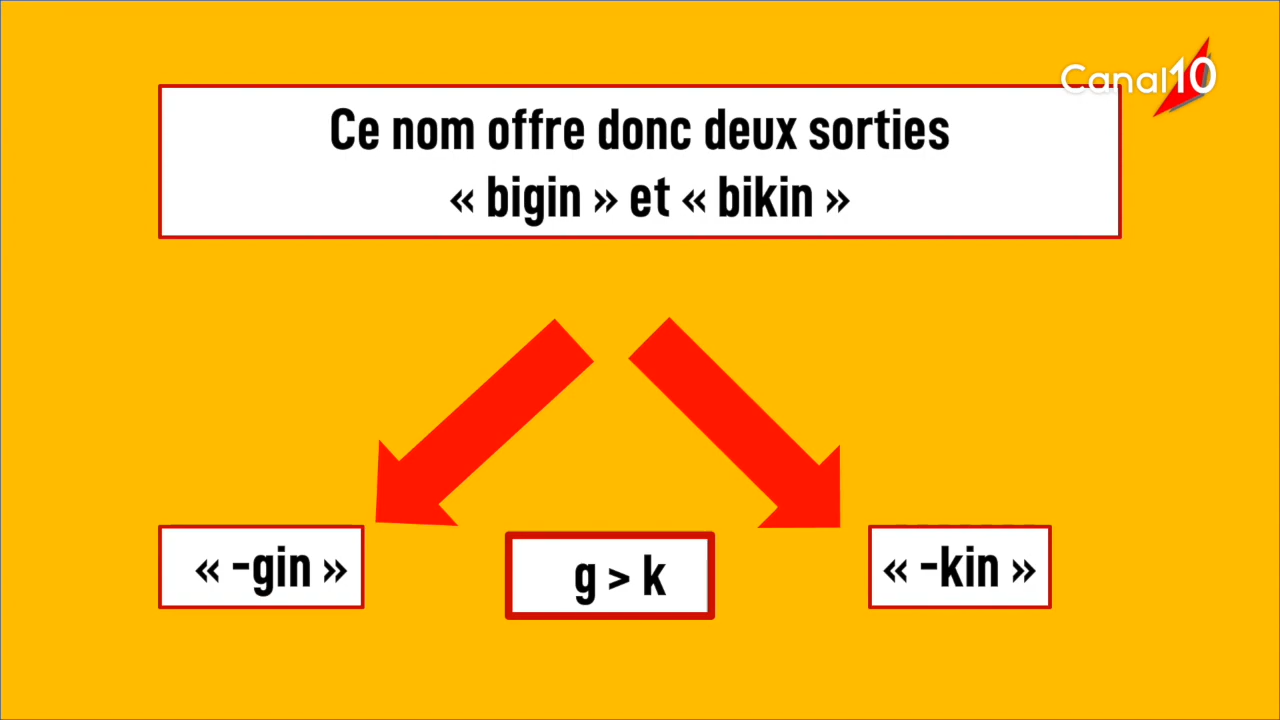 Canal10
Ce nom offre donc deux sorties
« bigin » et « bikin »
« -gin »
g > k
« -kin »